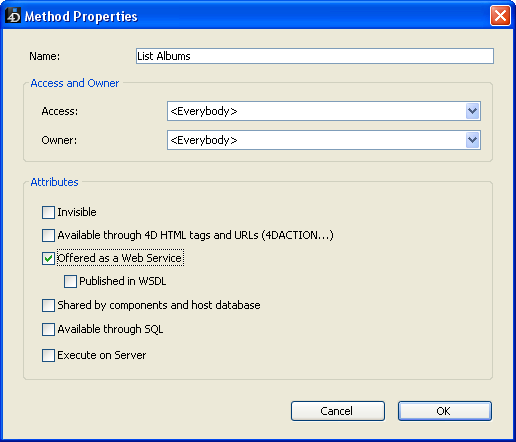 4D Method Properties
Name: List Albums
Access and Owner
Access: <Everybody>
Owner: <Everybody>
Attributes
Invisible
Available through 4D HTML tags and URLs (4DACTION...)
Offered as a Web Service
Published in WSDL
Shared by components and host database
Available through SQL
Execute on Server
Cancel OK